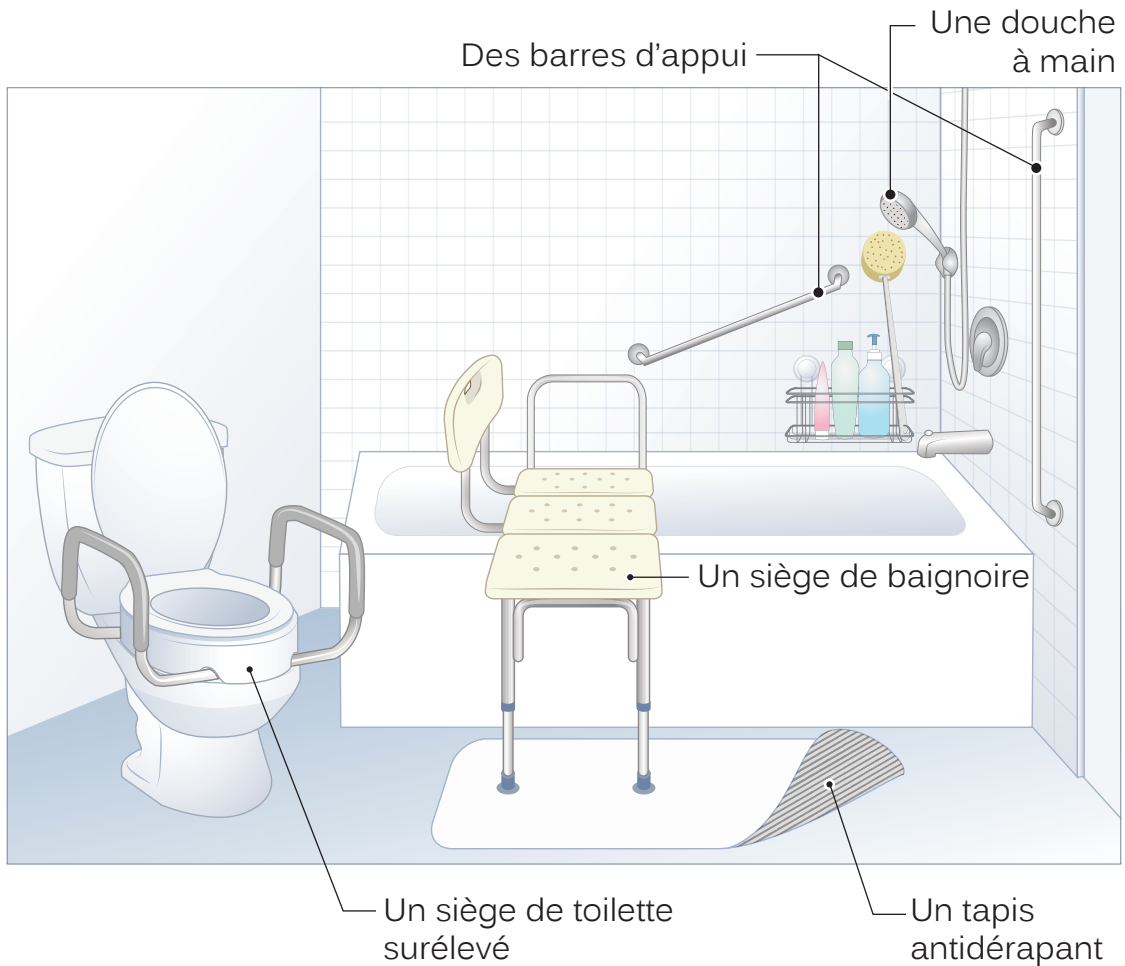 Une douche
à main
Des barres d’appui
Un siège de baignoire
Un siège de toilette
surélevé
Un tapis
antidérapant